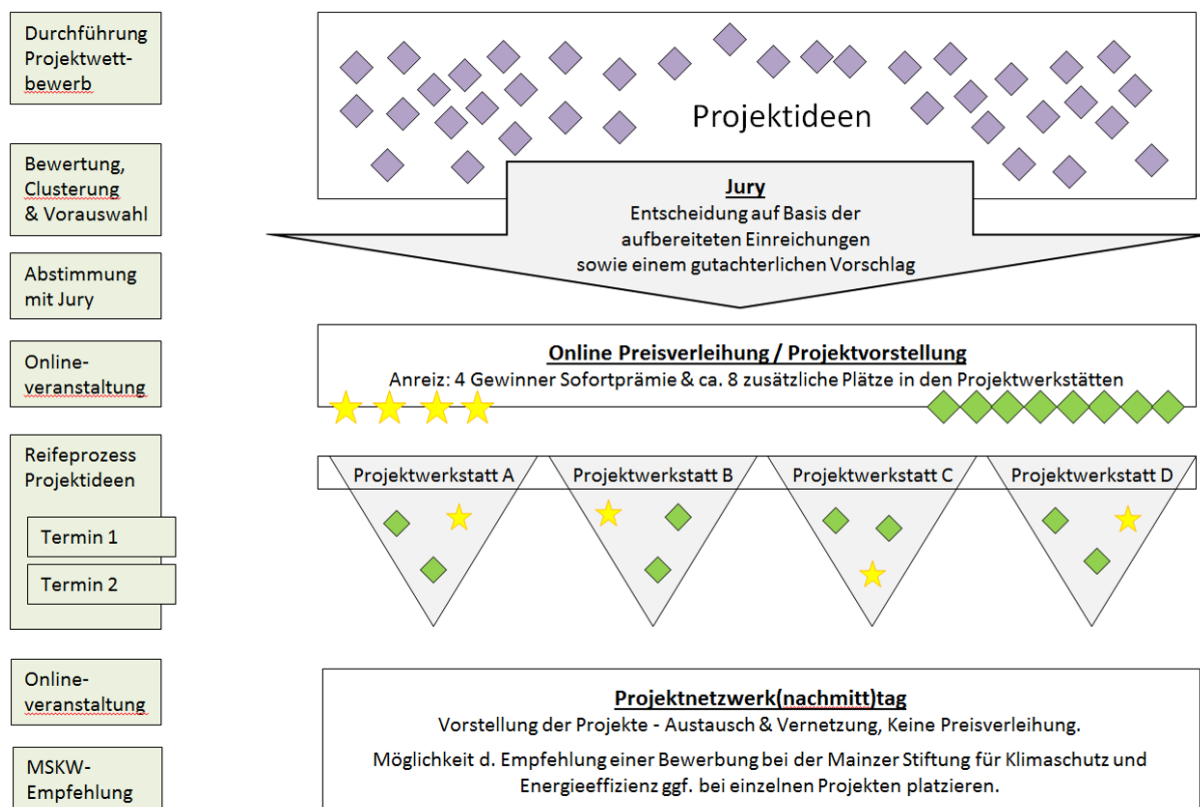 Durchführung
Projektwett-
bewerb
Projektideen
Bewertung,
Clusterung
& Vorauswahl
Jury
Entscheidung auf Basis der
aufbereiteten Einreichungen
sowie einem gutachterlichen Vorschlag
Abstimmung
mit Jury
Online-
veranstaltung
Online Preisverleihung / Projektvorstellung
Anreiz: 4 Gewinner Sofortprämie & ca. 8 zusätzliche Plätze in den Projektwerkstätten
Reifeprozess
Projektideen
Termin 1
Termin 2
Projektwerkstatt A
Projektwerkstatt B
Projektwerkstatt C
Projektwerkstatt D
Online-
veranstaltung
Projektnetzwerk(nachmitt)tag
Vorstellung der Projekte - Austausch & Vernetzung, Keine Preisverleihung.
Möglichkeit d. Empfehlung einer Bewerbung bei der Mainzer Stiftung für Klimaschutz und
Energieeffizienz ggf. bei einzelnen Projekten platzieren.
MSKW-
Empfehlung